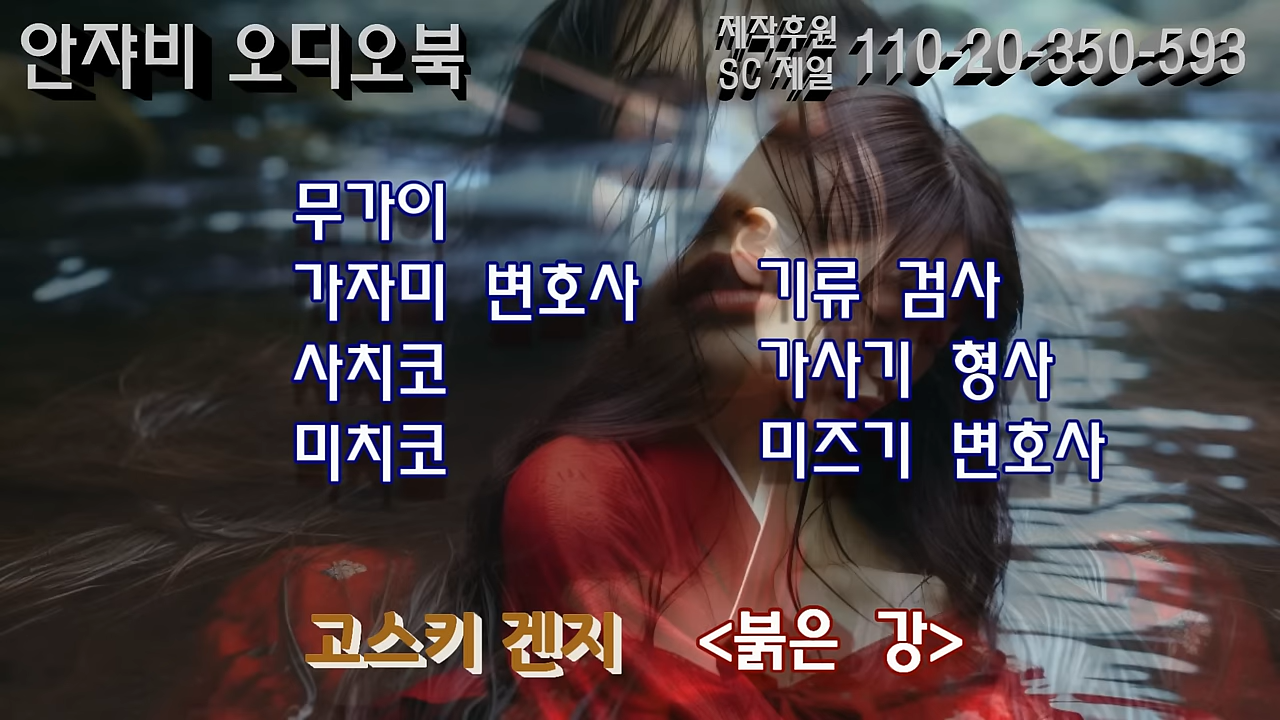 안쟈비 오디오북
제작후원
SC 제일
110-20-350-593
무가이
가자미 변호사
기류 검사
사치코
가사기 형사
미치코
미즈기 변호사
고스키 겐지
<붉은 강>